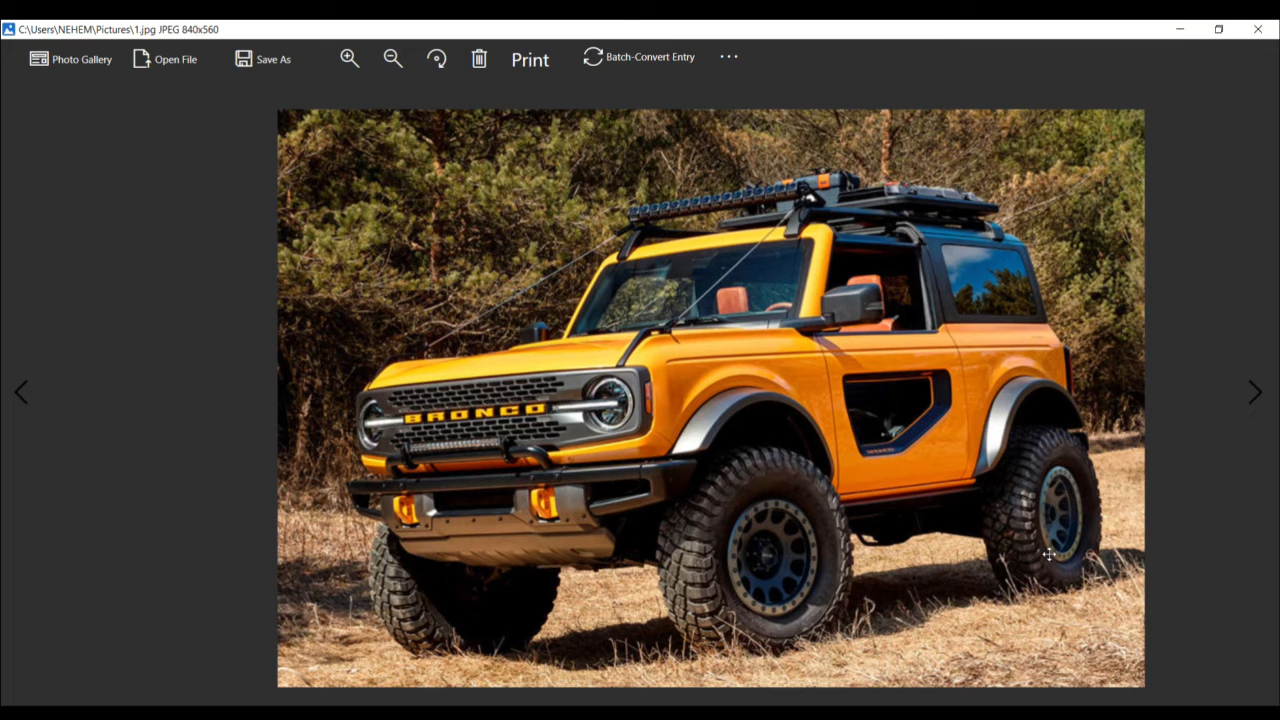 C:\Users\NEHEM\Pictures\1.jpg JPEG 840x560
Photo Gallery Open File Save As Print Batch-Convert Entry ...
BRONCO